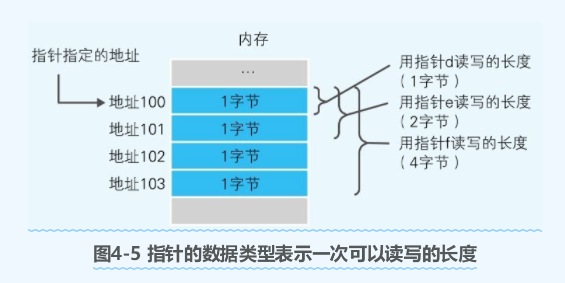 内存
指针指定的地址
…
用指针d读写的长度
（1字节）
地址100 1字节
用指针e读写的长度
（2字节）
地址101 1字节
用指针f读写的长度
（4字节）
地址102 1字节
地址103 1字节
图4-5 指针的数据类型表示一次可以读写的长度